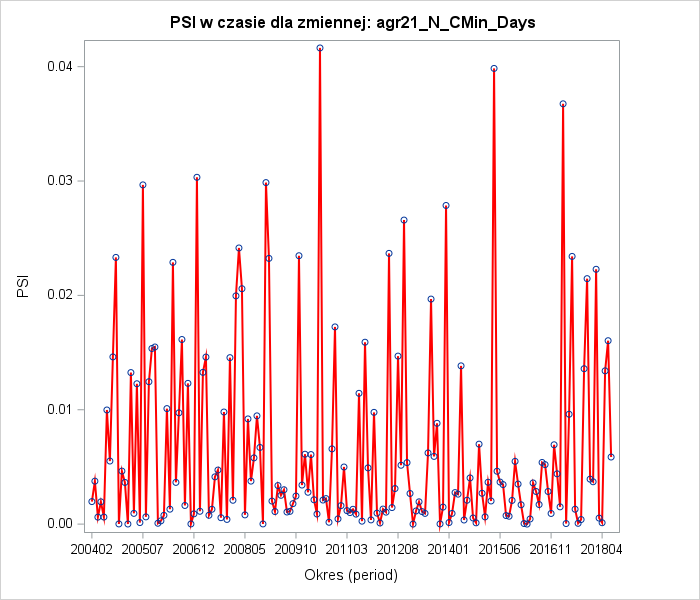 PSI w czasie dla zmiennej: agr21_N_CMin_Days
0.04
0.03
0.02
0.01
0.00
PSI
200402 200507 200612 200805 200910 201103 201208 201401 201506 201611 201804
Okres (period)